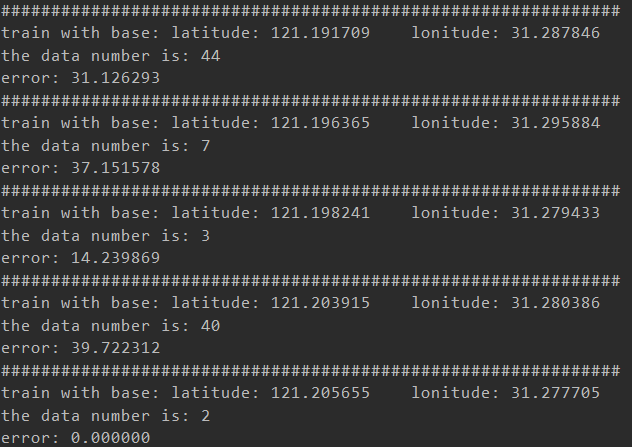 ##############################################################
train with base: latitude: 121.191709    lonitude: 31.287846
the data number is: 44
error: 31.126293
##############################################################
train with base: latitude: 121.196365    lonitude: 31.295884
the data number is: 7
error: 37.151578
##############################################################
train with base: latitude: 121.198241    lonitude: 31.279433
the data number is: 3
error: 14.239869
##############################################################
train with base: latitude: 121.203915    lonitude: 31.280386
the data number is: 40
error: 39.722312
##############################################################
train with base: latitude: 121.205655    lonitude: 31.277705
the data number is: 2
error: 0.000000